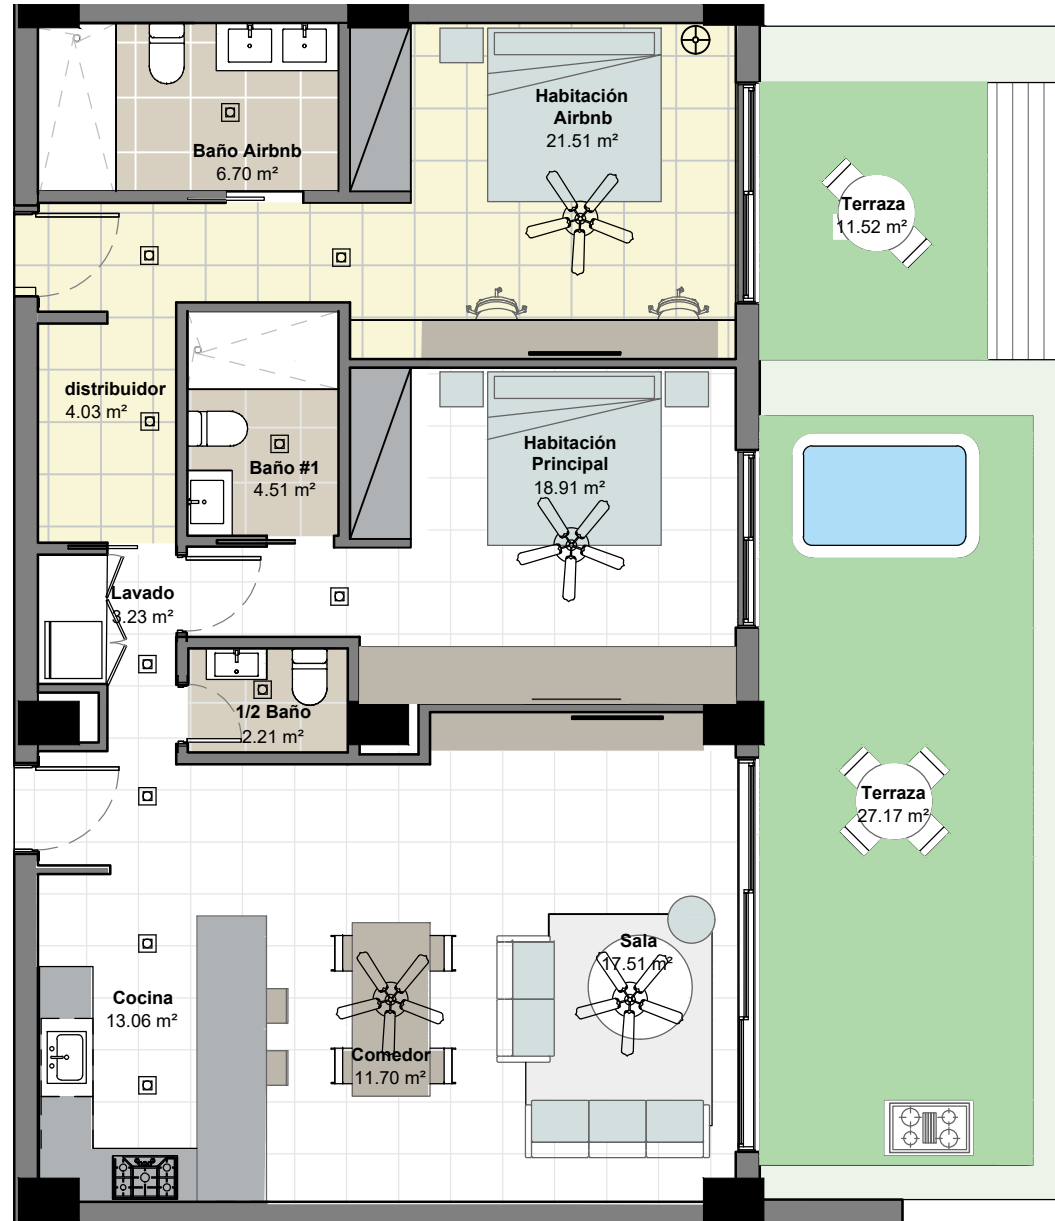 Baño Airbnb
6.70 m²
Habitación
Airbnb
21.51 m²
Terraza
11.52 m²
distribuidor
4.03 m²
Baño #1
4.51 m²
Habitación
Principal
18.91 m²
Lavado
3.23 m²
1/2 Baño
2.21 m²
Terraza
27.17 m²
Sala
17.51 m²
Cocina
13.06 m²
Comedor
11.70 m²